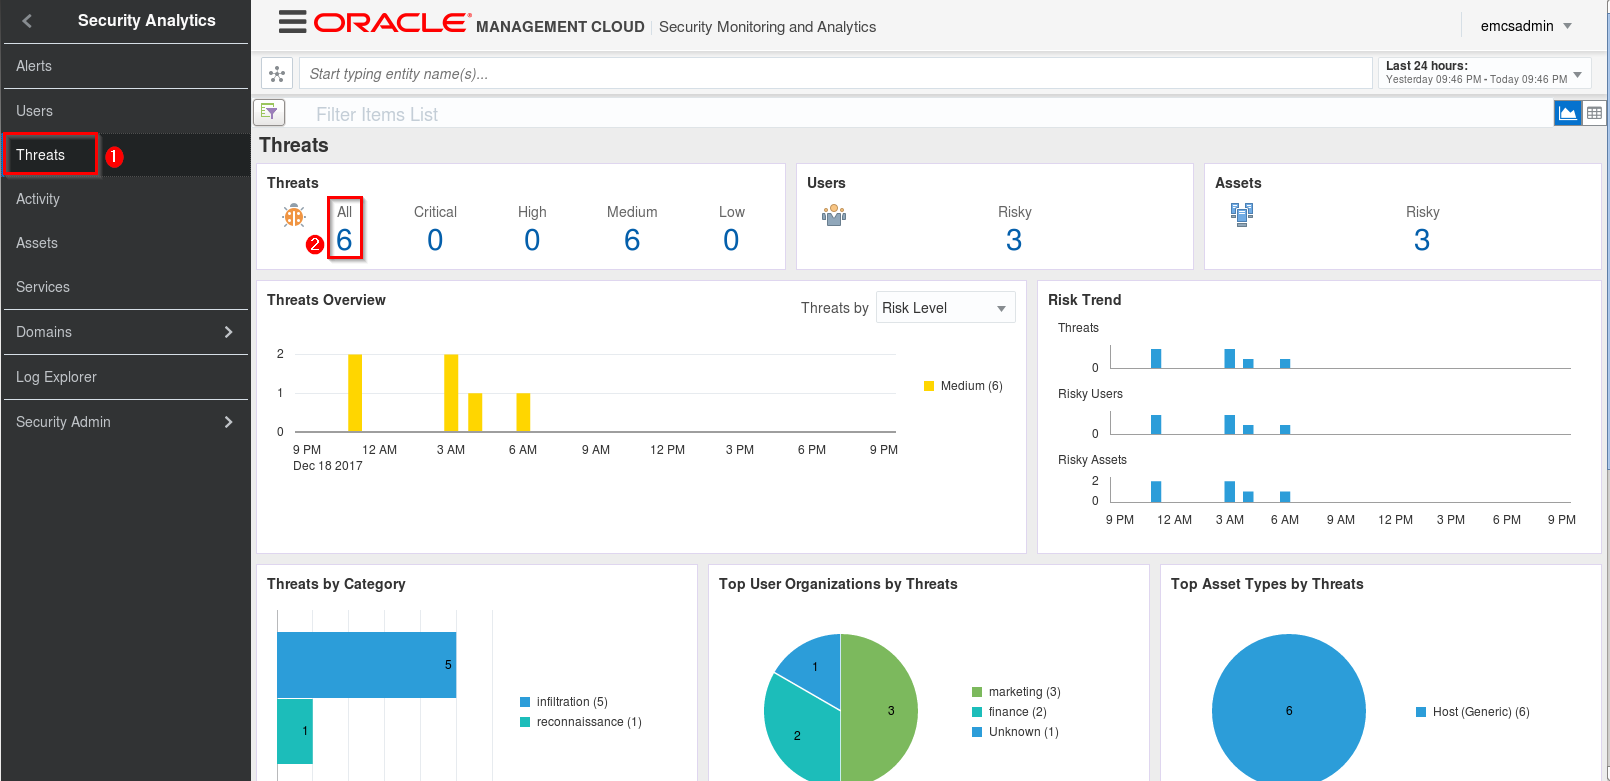 Security Analytics
Alerts
Users
Threats 1
Activity
Assets
Services
Domains
Log Explorer
Security Admin
ORACLE® MANAGEMENT CLOUD | Security Monitoring and Analytics
emcsadmin
Start typing entity name(s)...
Last 24 hours:
Yesterday 09:46 PM - Today 09:46 PM
Filter Items List
Threats
Threats
All Critical High Medium Low
2 6 0 0 6 0
Users
Risky
3
Assets
Risky
3
Threats Overview
Threats by Risk Level
2
1
0
9 PM 12 AM 3 AM 6 AM 9 AM 12 PM 3 PM 6 PM 9 PM
Dec 18 2017
Medium (6)
Risk Trend
Threats
0
Risky Users
0
Risky Assets
2
0
9 PM 12 AM 3 AM 6 AM 9 AM 12 PM 3 PM 6 PM 9 PM
Threats by Category
5
1
infiltration (5)
reconnaissance (1)
Top User Organizations by Threats
1
3
2
marketing (3)
finance (2)
Unknown (1)
Top Asset Types by Threats
6
Host (Generic) (6)